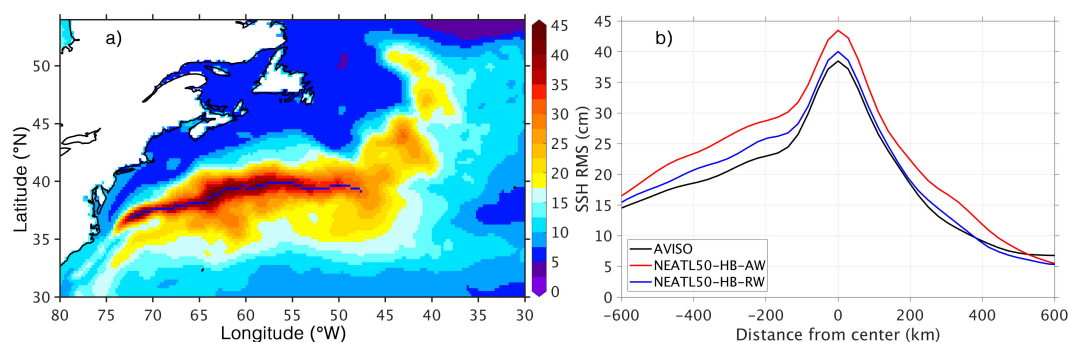 a)
50
45
40
35
30
Latitude (°N)
80 75 70 65 60 55 50 45 40 35 30
Longitude (°W)
45
40
35
30
25
20
15
10
5
0
b)
45
40
35
30
25
20
15
10
5
0
SSH RMS (cm)
AVISO
NEATL50-HB-AW
NEATL50-HB-RW
-600 -400 -200 0 200 400 600
Distance from center (km)